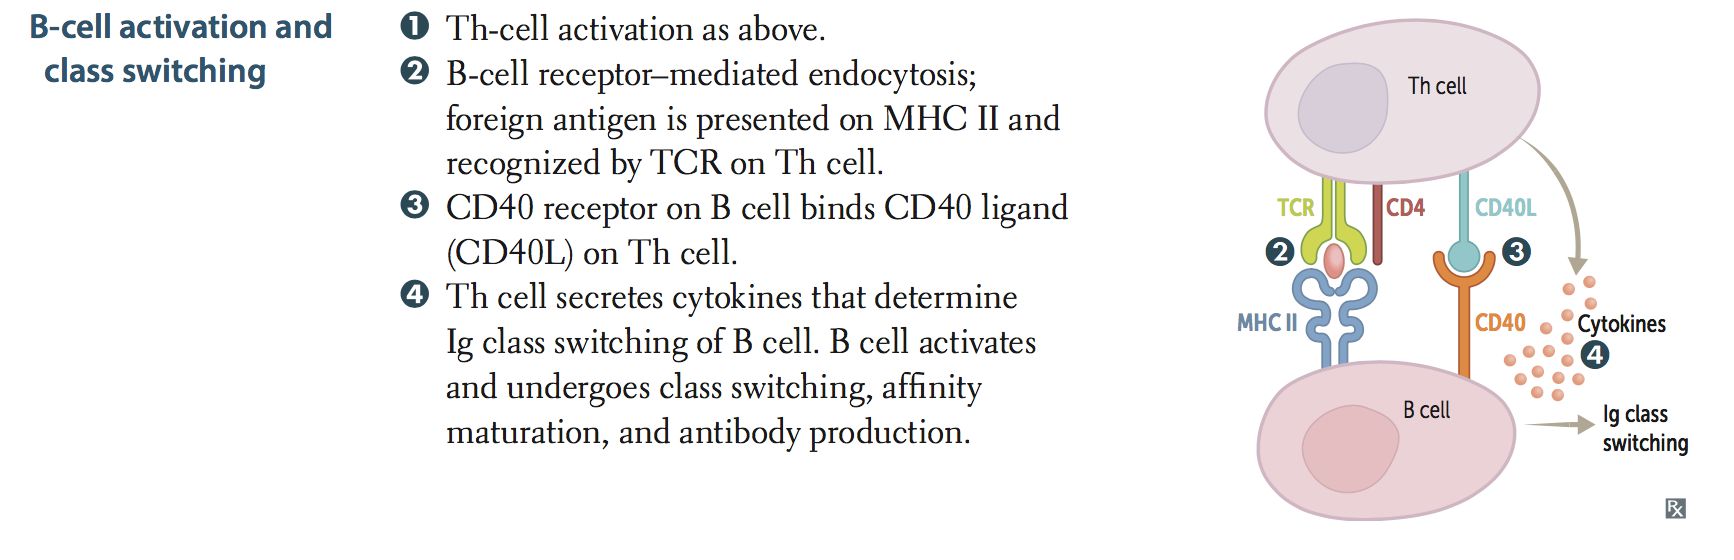 B-cell activation and
class switching
❶ Th-cell activation as above.
❷ B-cell receptor–mediated endocytosis;
foreign antigen is presented on MHC II and
recognized by TCR on Th cell.
❸ CD40 receptor on B cell binds CD40 ligand
(CD40L) on Th cell.
❹ Th cell secretes cytokines that determine
Ig class switching of B cell. B cell activates
and undergoes class switching, affinity
maturation, and antibody production.
Th cell
TCR
CD4
CD40L
❷
❸
MHC II
CD40
Cytokines
❹
B cell
Ig class
switching
Rx